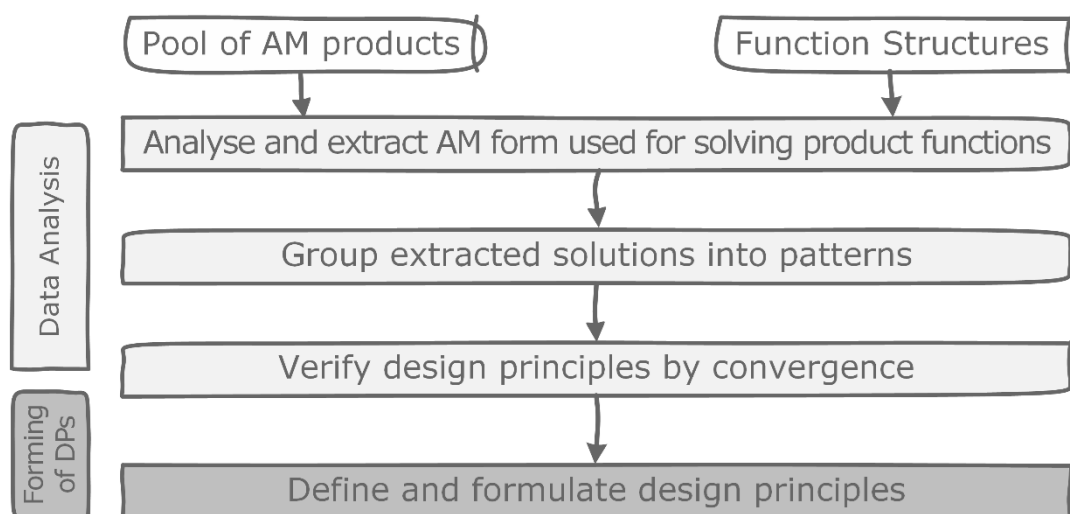 Pool of AM products
Function Structures
Analyse and extract AM form used for solving product functions
Data Analysis
Group extracted solutions into patterns
Verify design principles by convergence
Forming
of DPs
Define and formulate design principles